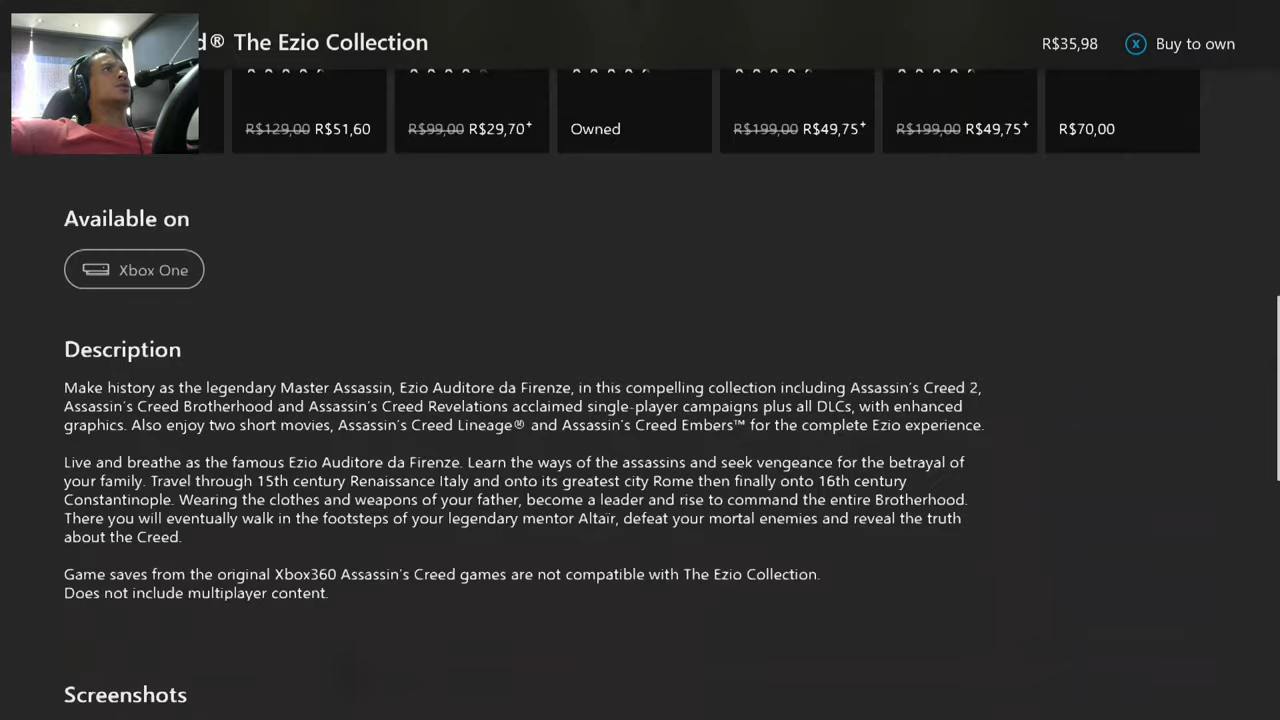 d® The Ezio Collection
R$35,98
X
Buy to own
R$129,00 R$51,60
R$99,00 R$29,70+
Owned
R$199,00 R$49,75+
R$199,00 R$49,75+
R$70,00
Available on
Xbox One
Description
Make history as the legendary Master Assassin, Ezio Auditore da Firenze, in this compelling collection including Assassin's Creed 2,
Assassin's Creed Brotherhood and Assassin's Creed Revelations acclaimed single-player campaigns plus all DLCs, with enhanced
graphics. Also enjoy two short movies, Assassin's Creed Lineage® and Assassin's Creed Embers™ for the complete Ezio experience.
Live and breathe as the famous Ezio Auditore da Firenze. Learn the ways of the assassins and seek vengeance for the betrayal of
your family. Travel through 15th century Renaissance Italy and onto its greatest city Rome then finally onto 16th century
Constantinople. Wearing the clothes and weapons of your father, become a leader and rise to command the entire Brotherhood.
There you will eventually walk in the footsteps of your legendary mentor Altaïr, defeat your mortal enemies and reveal the truth
about the Creed.
Game saves from the original Xbox360 Assassin's Creed games are not compatible with The Ezio Collection.
Does not include multiplayer content.
Screenshots